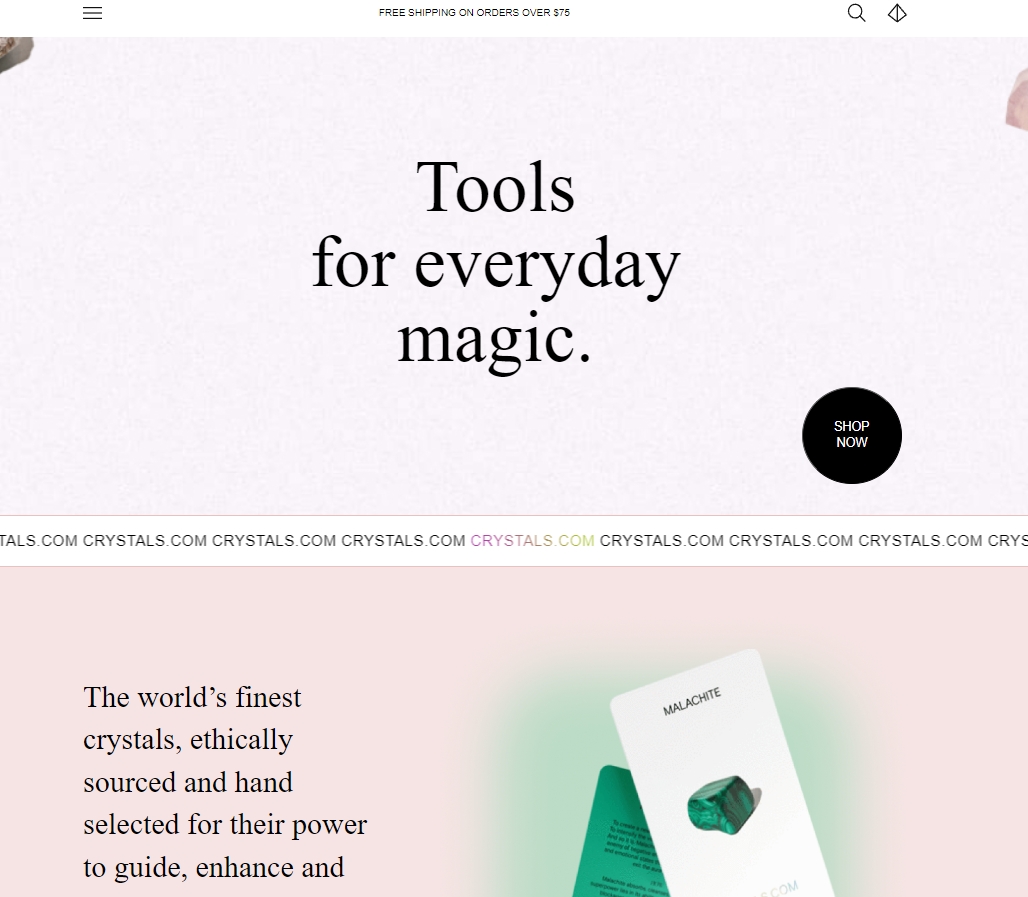 FREE SHIPPING ON ORDERS OVER $75
Tools
for everyday
magic.
SHOP
NOW
TALS.COM CRYSTALS.COM CRYSTALS.COM CRYSTALS.COM CRYSTALS.COM CRYSTALS.COM CRYSTALS.COM CRYSTALS.COM CRYS
The world’s finest
crystals, ethically
sourced and hand
selected for their power
to guide, enhance and
MALACHITE
S.COM